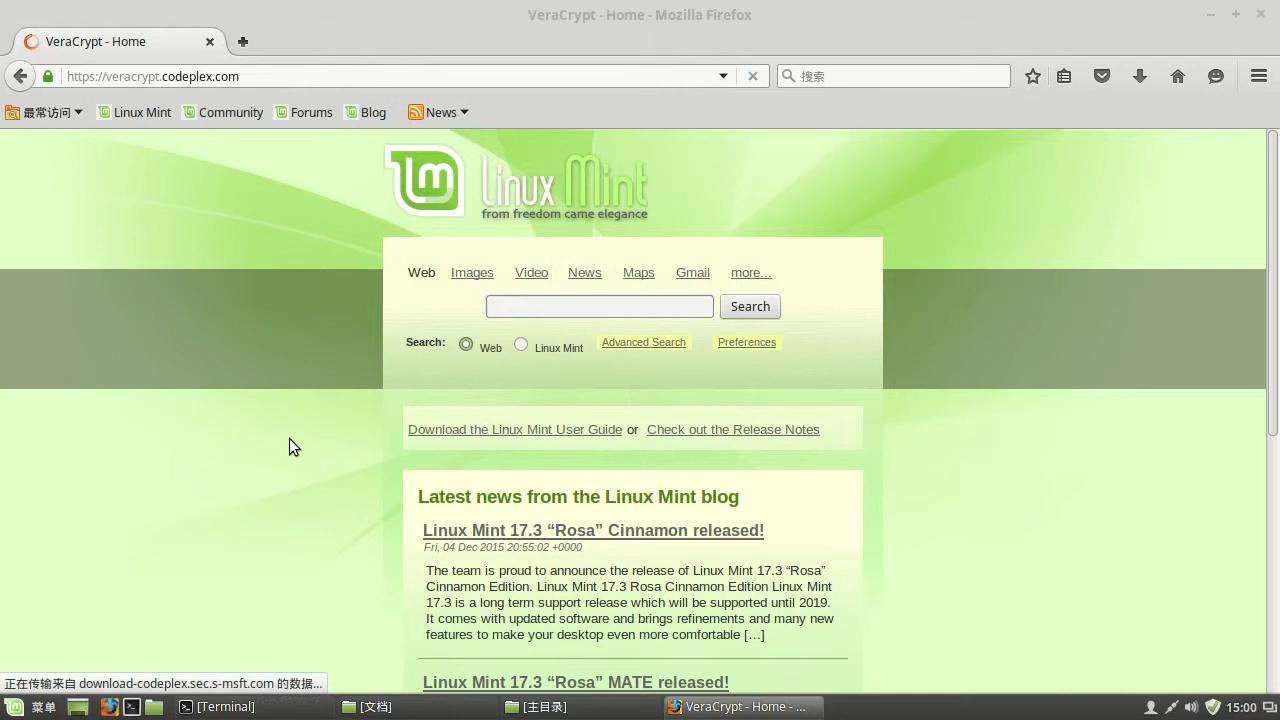 VeraCrypt - Home - Mozilla Firefox
VeraCrypt - Home
https://veracrypt.codeplex.com
搜索
最常访问 Linux Mint Community Forums Blog News
Linux Mint
from freedom came elegance
Web Images Video News Maps Gmail more...
Search
Search: Web Linux Mint Advanced Search Preferences
Download the Linux Mint User Guide or Check out the Release Notes
Latest news from the Linux Mint blog
Linux Mint 17.3 “Rosa” Cinnamon released!
Fri, 04 Dec 2015 20:55:02 +0000
The team is proud to announce the release of Linux Mint 17.3 “Rosa”
Cinnamon Edition. Linux Mint 17.3 Rosa Cinnamon Edition Linux Mint
17.3 is a long term support release which will be supported until 2019.
It comes with updated software and brings refinements and many new
features to make your desktop even more comfortable […]
Linux Mint 17.3 “Rosa” MATE released!
正在传输来自 download-codeplex.sec.s-msft.com 的数据...
菜单 [Terminal] [文档] [主目录] VeraCrypt - Home - ... 15:00